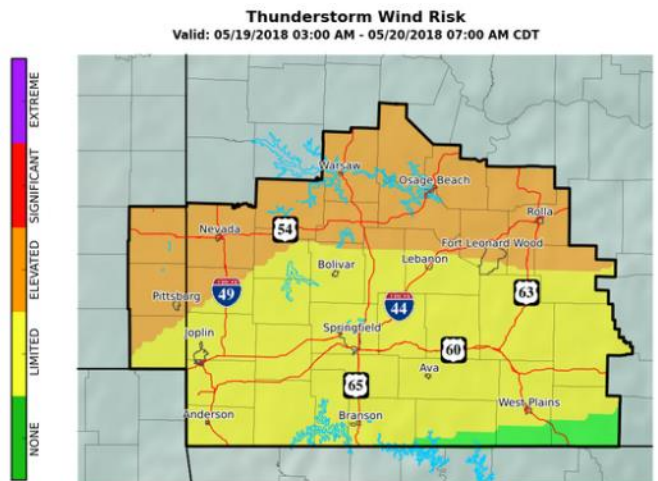 Thunderstorm Wind Risk
Valid: 05/19/2018 03:00 AM - 05/20/2018 07:00 AM CDT
EXTREME
SIGNIFICANT
ELEVATED
LIMITED
NONE
Warsaw
Osage Beach
Nevada
54
Rolla
Fort Leonard Wood
Bolivar
Lebanon
Pittsburg
49
44
63
Joplin
Springfield
60
65
Ava
Anderson
Branson
West Plains